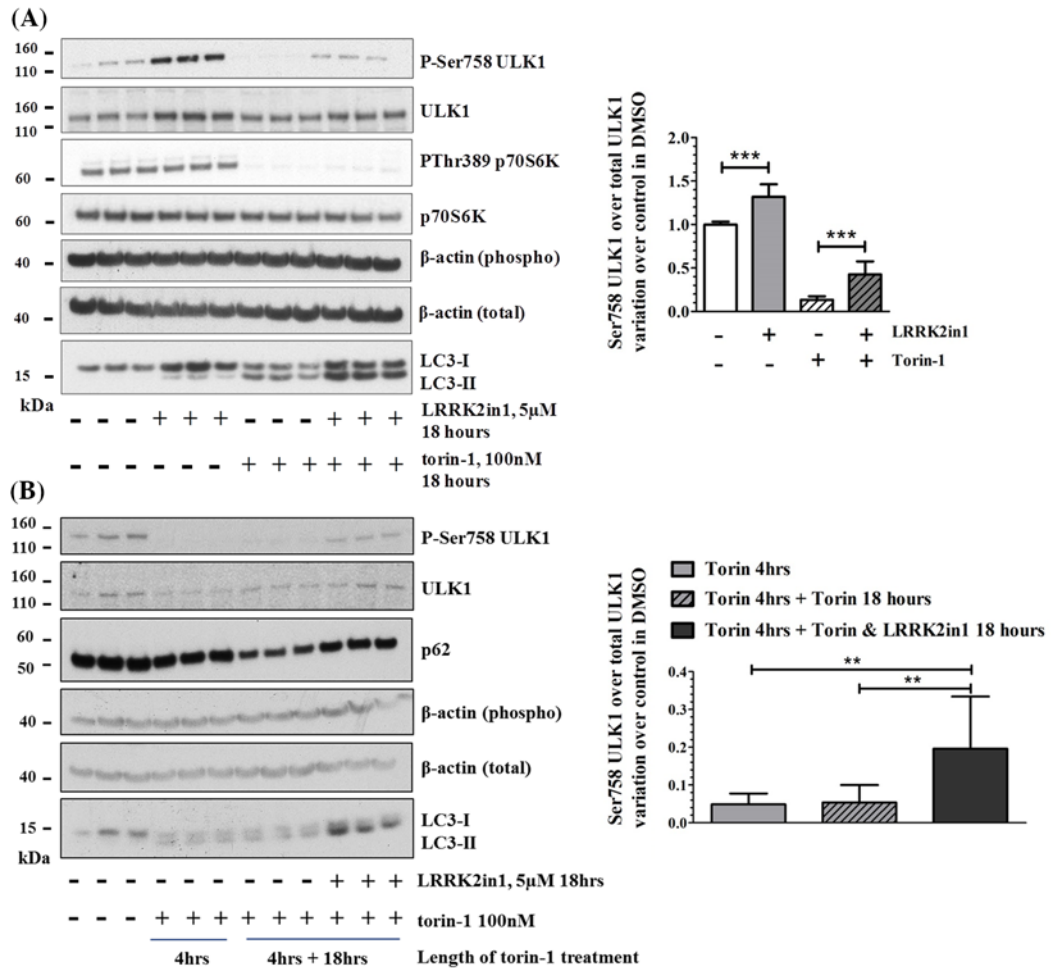 (A)
160
110
P-Ser758 ULK1
160
110
ULK1
60
PThr389 p70S6K
60
p70S6K
40
β-actin (phospho)
40
β-actin (total)
15
LC3-I
LC3-II
kDa
- - - + + + - - - + + + LRRK2in1, 5µM
18 hours
- - - - - - + + + + + + torin-1, 100nM
18 hours
Ser758 ULK1 over total ULK1
variation over control in DMSO
2.0
1.5
1.0
0.5
0.0
***
***
- + - + LRRK2in1
- - + + Torin-1
(B)
160
110
P-Ser758 ULK1
160
110
ULK1
60
50
p62
40
β-actin (phospho)
40
β-actin (total)
15
LC3-I
LC3-II
kDa
- - - - - - - - - + + + LRRK2in1, 5µM 18hrs
- - - + + + + + + + + + torin-1 100nM
4hrs 4hrs + 18hrs Length of torin-1 treatment
Torin 4hrs
Torin 4hrs + Torin 18 hours
Torin 4hrs + Torin & LRRK2in1 18 hours
Ser758 ULK1 over total ULK1
variation over control in DMSO
0.4
0.3
0.2
0.1
0.0
**
**